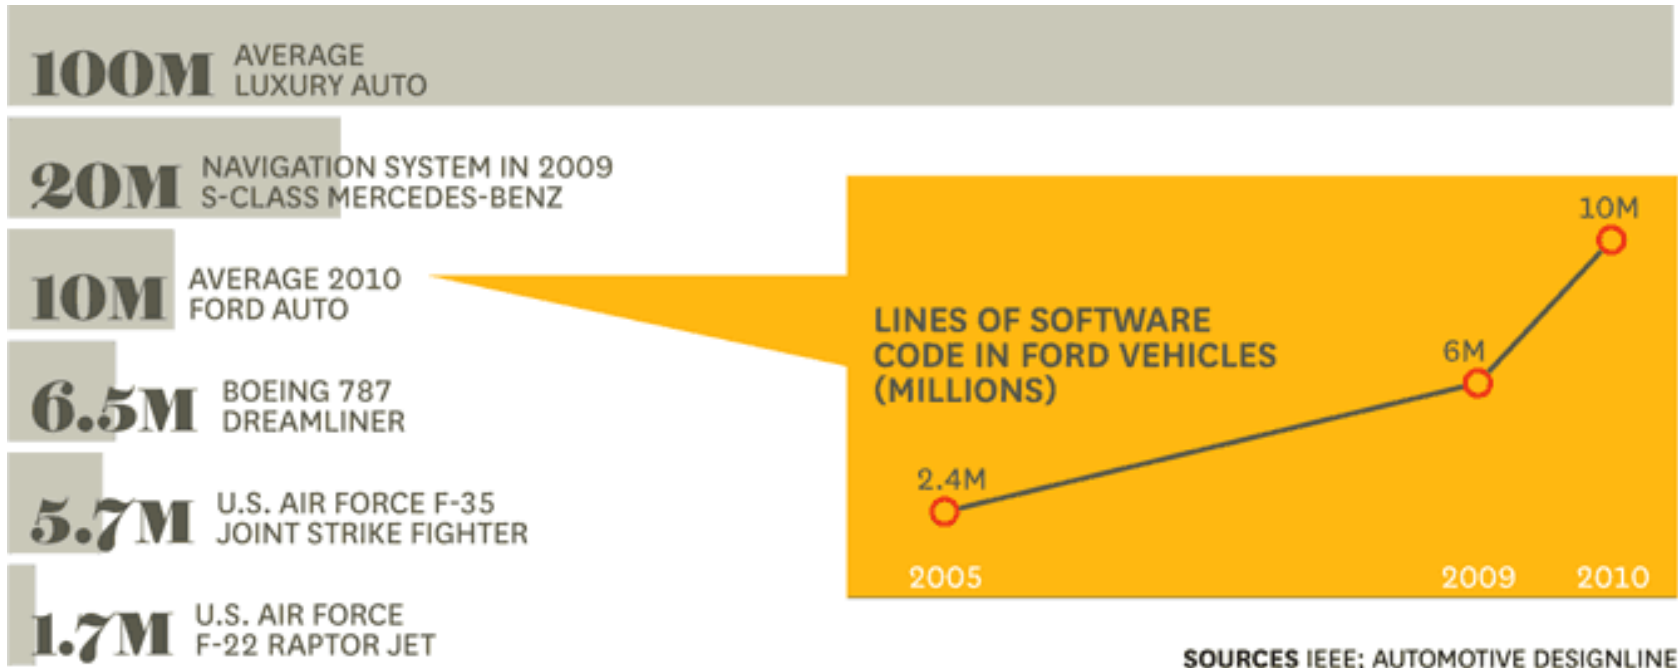 100M AVERAGE
LUXURY AUTO
20M NAVIGATION SYSTEM IN 2009
S-CLASS MERCEDES-BENZ
10M AVERAGE 2010
FORD AUTO
6.5M BOEING 787
DREAMLINER
5.7M U.S. AIR FORCE F-35
JOINT STRIKE FIGHTER
1.7M U.S. AIR FORCE
F-22 RAPTOR JET
LINES OF SOFTWARE
CODE IN FORD VEHICLES
(MILLIONS)
10M
6M
2.4M
2005 2009 2010
SOURCES IEEE; AUTOMOTIVE DESIGNLINE